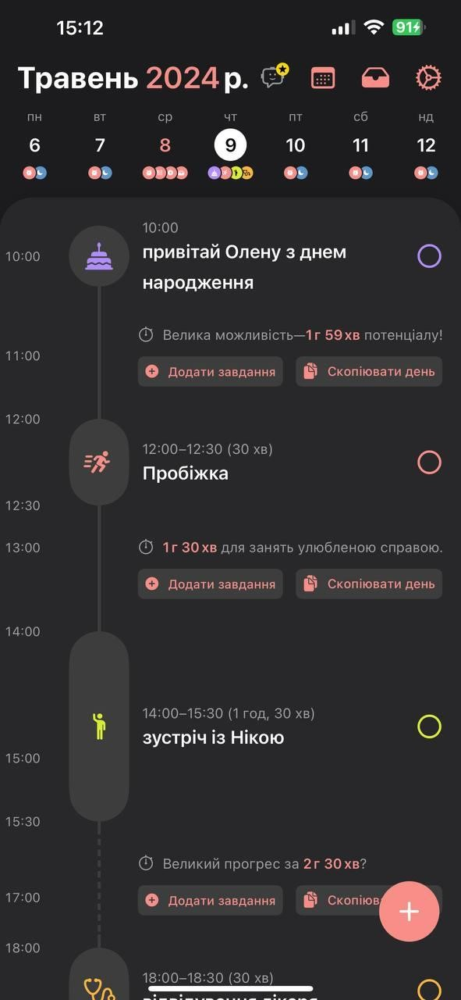 15:12
91
Травень 2024 р.
пн вт ср чт пт сб нд
6 7 8 9 10 11 12
10:00
10:00
привітай Олену з днем
народження
Велика можливість—1 г 59 хв потенціалу!
11:00
Додати завдання Скопіювати день
12:00
12:00–12:30 (30 хв)
Пробіжка
12:30
13:00
1 г 30 хв для занять улюбленою справою.
Додати завдання Скопіювати день
14:00
14:00–15:30 (1 год, 30 хв)
зустріч із Нікою
15:00
15:30
Великий прогрес за 2 г 30 хв?
17:00
Додати завдання Скопіюв
18:00
18:00–18:30 (30 хв)